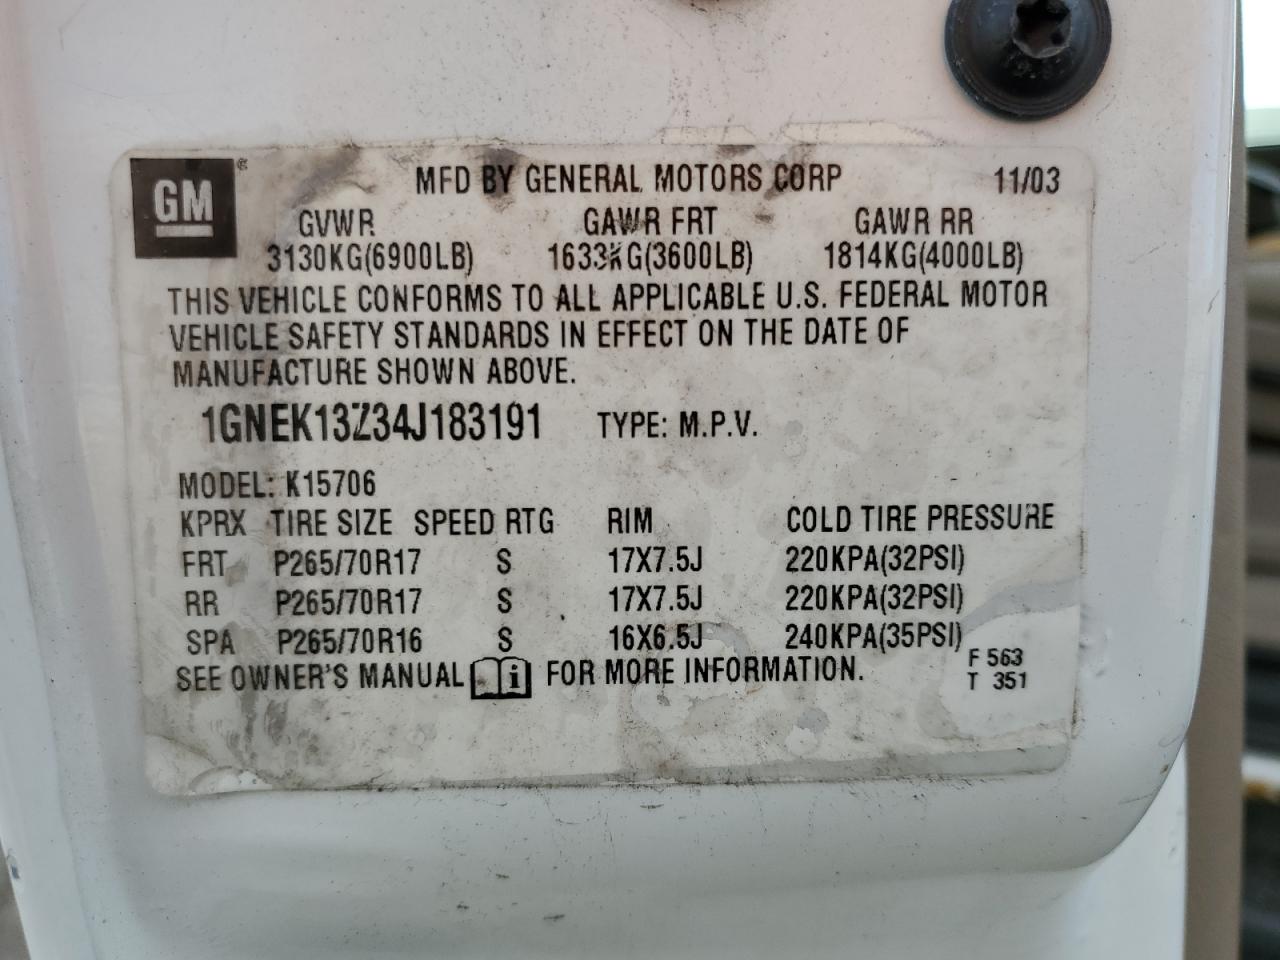 GM
MFD BY GENERAL MOTORS CORP 11/03
GVWR GAWR FRT GAWR RR
3130KG(6900LB) 1633KG(3600LB) 1814KG(4000LB)
THIS VEHICLE CONFORMS TO ALL APPLICABLE U.S. FEDERAL MOTOR
VEHICLE SAFETY STANDARDS IN EFFECT ON THE DATE OF
MANUFACTURE SHOWN ABOVE.
1GNEK13Z34J183191 TYPE: M.P.V.
MODEL: K15706
KPRX TIRE SIZE SPEED RTG RIM COLD TIRE PRESSURE
FRT P265/70R17 S 17X7.5J 220KPA(32PSI)
RR P265/70R17 S 17X7.5J 220KPA(32PSI)
SPA P265/70R16 S 16X6.5J 240KPA(35PSI)
SEE OWNER'S MANUAL i FOR MORE INFORMATION.
F 563
T 351